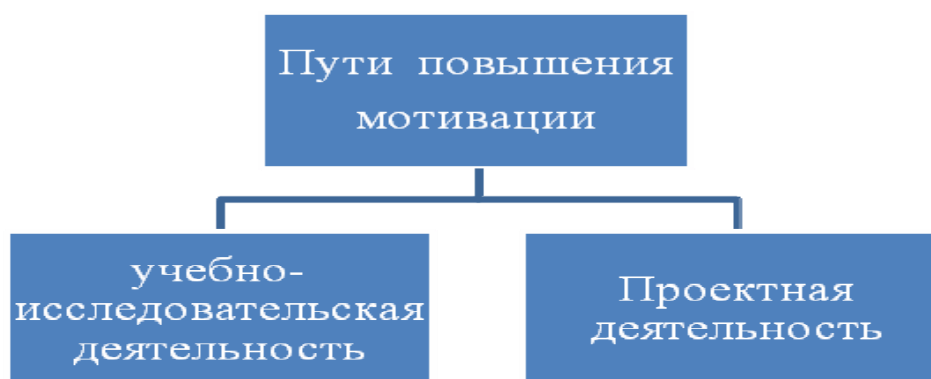 Пути повышения
мотивации
учебно-
исследовательская
деятельность
Проектная
деятельность